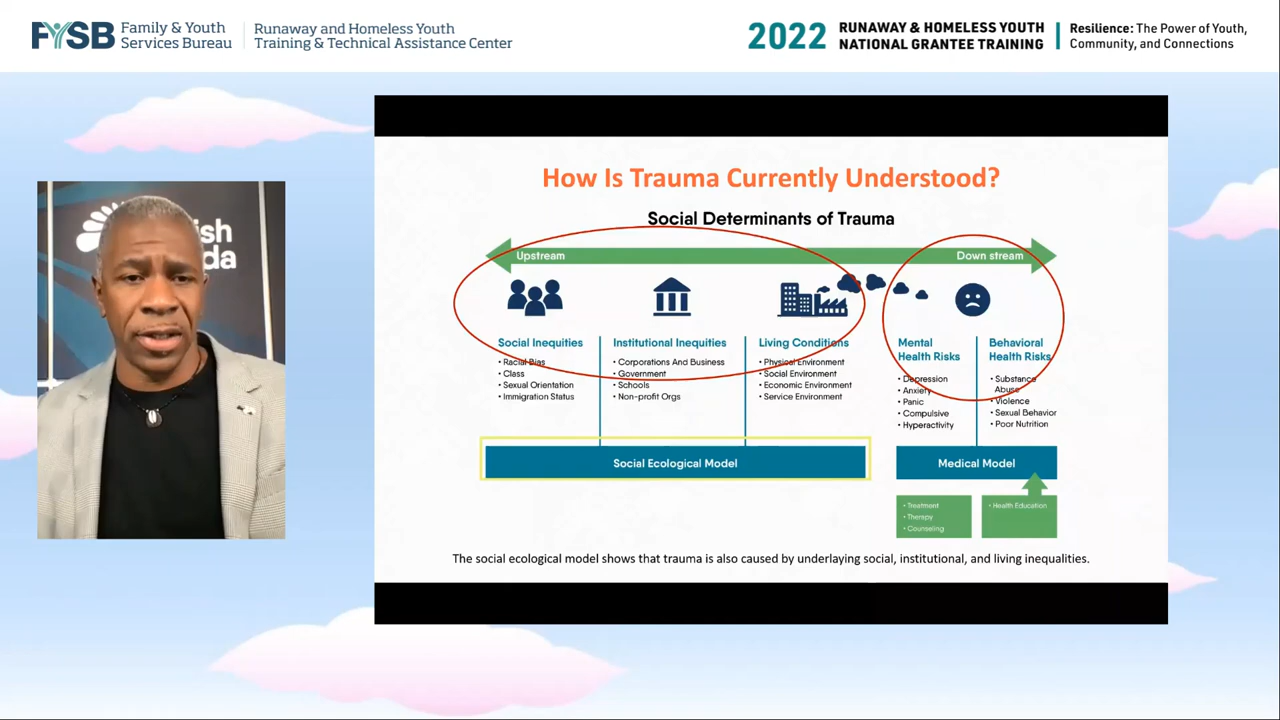 FYSB
Family & Youth
Services Bureau
Runaway and Homeless Youth
Training & Technical Assistance Center
2022
RUNAWAY & HOMELESS YOUTH
NATIONAL GRANTEE TRAINING
Resilience: The Power of Youth,
Community, and Connections
How Is Trauma Currently Understood?
Social Determinants of Trauma
Upstream
Down stream
Social Inequities
• Racial Bias
• Class
• Sexual Orientation
• Immigration Status
Institutional Inequities
• Corporations And Business
• Government
• Schools
• Non-profit Orgs
Living Conditions
• Physical Environment
• Social Environment
• Economic Environment
• Service Environment
Mental
Health Risks
• Depression
• Anxiety
• Panic
• Compulsive
• Hyperactivity
Behavioral
Health Risks
• Substance
Abuse
• Violence
• Sexual Behavior
• Poor Nutrition
Social Ecological Model
Medical Model
• Treatment
• Therapy
• Counseling
• Health Education
The social ecological model shows that trauma is also caused by underlaying social, institutional, and living inequalities.